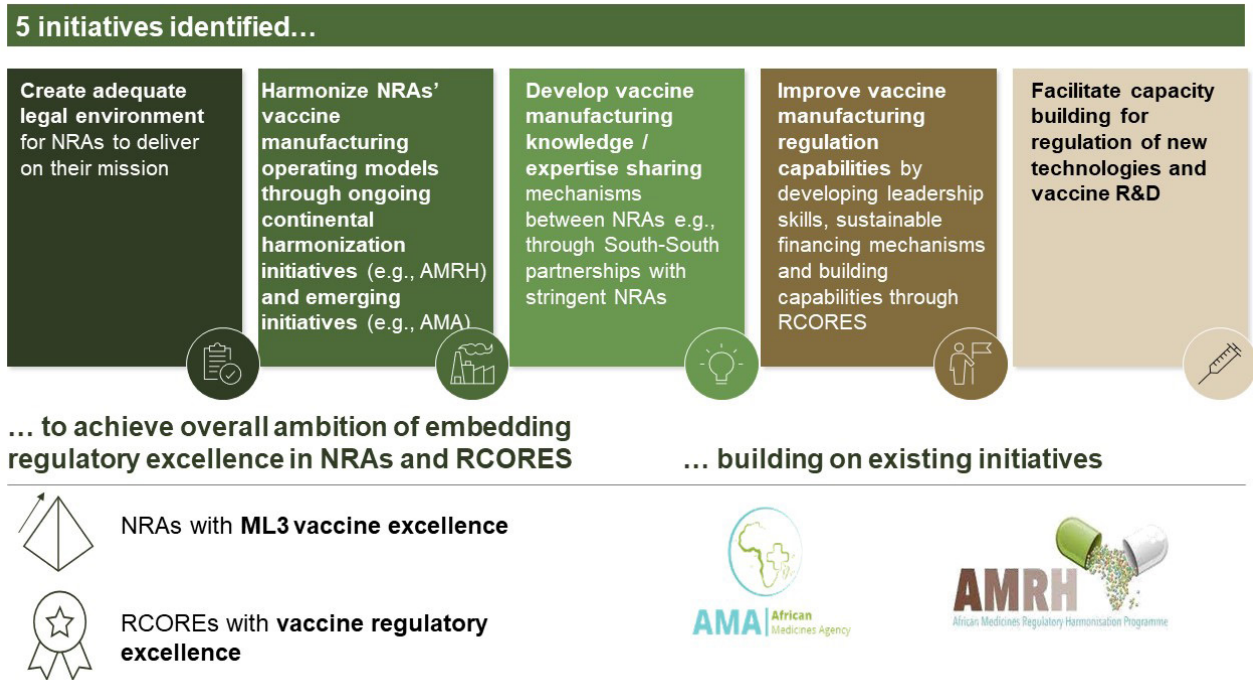 5 initiatives identified…
Create adequate
legal environment
for NRAs to deliver
on their mission
Harmonize NRAs’
vaccine
manufacturing
operating models
through ongoing
continental
harmonization
initiatives (e.g., AMRH)
and emerging
initiatives (e.g., AMA)
Develop vaccine
manufacturing
knowledge /
expertise sharing
mechanisms
between NRAs e.g.,
through South-South
partnerships with
stringent NRAs
Improve vaccine
manufacturing
regulation
capabilities by
developing leadership
skills, sustainable
financing mechanisms
and building
capabilities through
RCORES
Facilitate capacity
building for
regulation of new
technologies and
vaccine R&D
… to achieve overall ambition of embedding
regulatory excellence in NRAs and RCORES
NRAs with ML3 vaccine excellence
RCOREs with vaccine regulatory
excellence
… building on existing initiatives
AMA African
Medicines Agency
AMRH
African Medicines Regulatory Harmonisation Programme